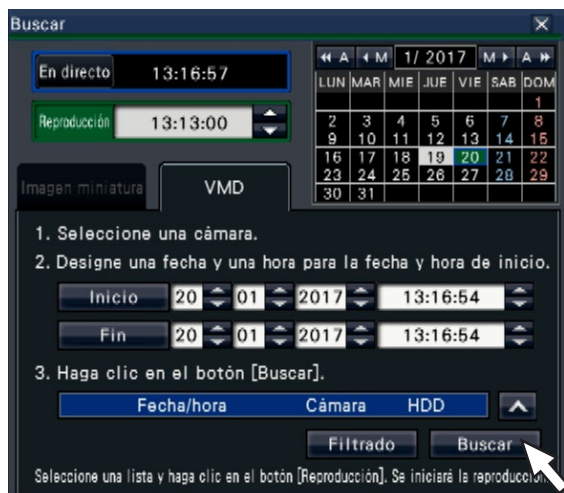 Buscar
En directo 13:16:57
Reproducción 13:13:00
A M 1/ 2017 M A
LUN MAR MIE JUE VIE SAB DOM
1
2 3 4 5 6 7 8
9 10 11 12 13 14 15
16 17 18 19 20 21 22
23 24 25 26 27 28 29
30 31
Imagen miniatura VMD
1. Seleccione una cámara.
2. Designe una fecha y una hora para la fecha y hora de inicio.
Inicio 20 01 2017 13:16:54
Fin 20 01 2017 13:16:54
3. Haga clic en el botón [Buscar].
Fecha/hora Cámara HDD
Filtrado Buscar
Seleccione una lista y haga clic en el botón [Reproducción]. Se iniciará la